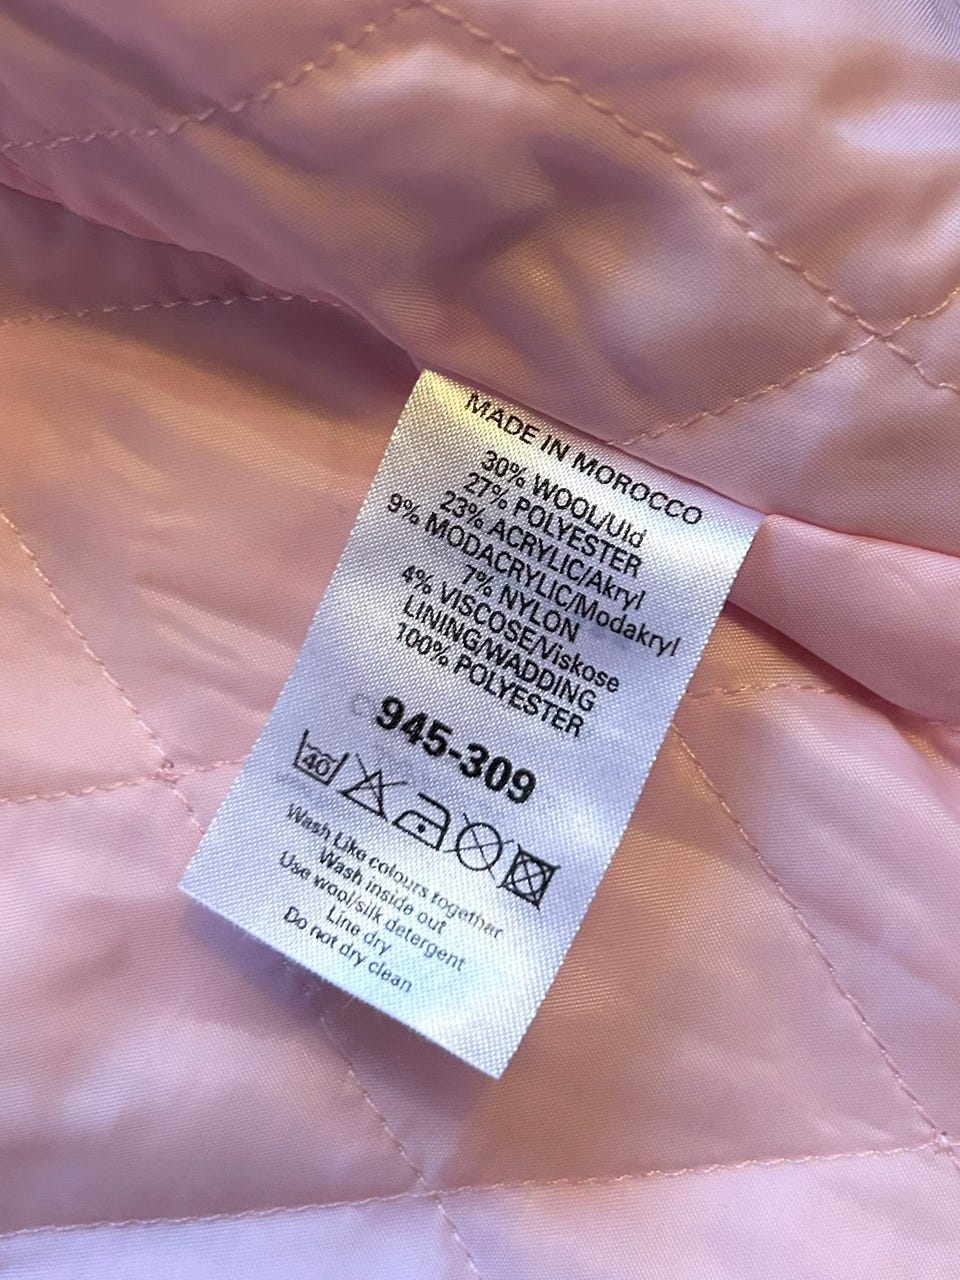 MADE IN MOROCCO
30% WOOL/Uld
27% POLYESTER
23% ACRYLIC/Akryl
9% MODACRYLIC/Modakryl
7% NYLON
4% VISCOSE/Viskose
LINING/WADDING
100% POLYESTER
945-309
40
Wash Like colours together
Wash inside out
Use wool/silk detergent
Line dry
Do not dry clean